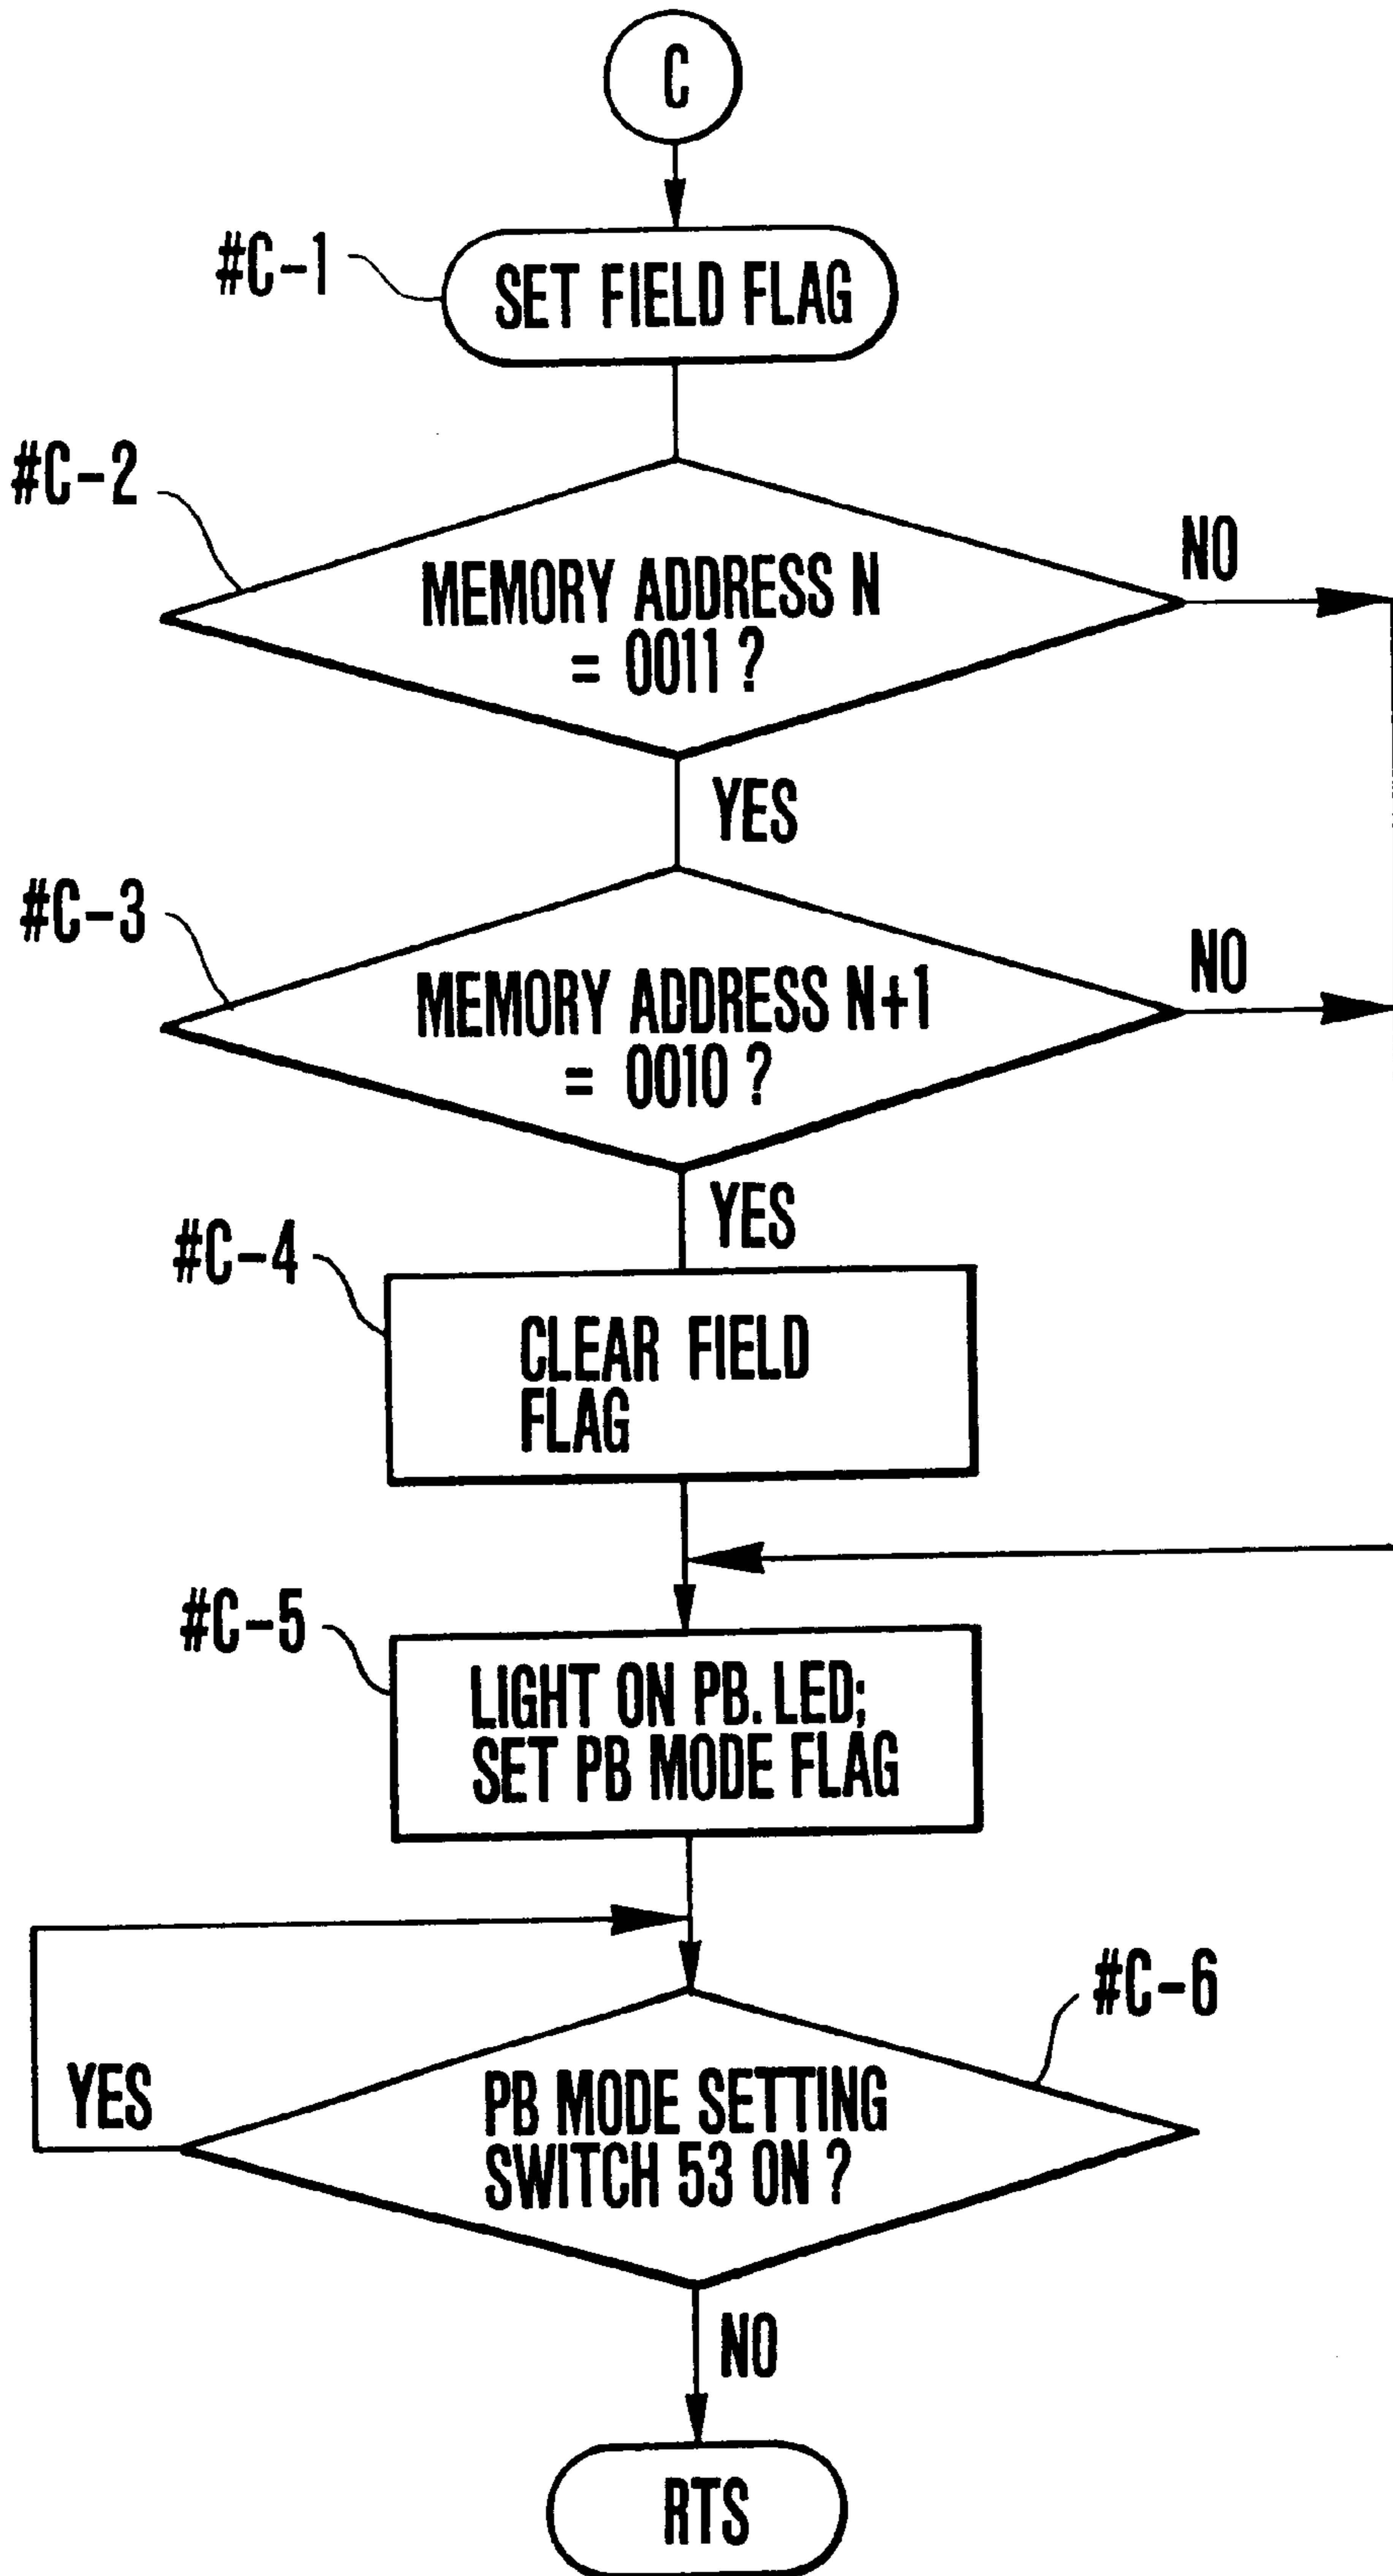 C
#C-1
SET FIELD FLAG
#C-2
MEMORY ADDRESS N
= 0011 ?
NO
YES
#C-3
MEMORY ADDRESS N+1
= 0010 ?
NO
YES
#C-4
CLEAR FIELD
FLAG
#C-5
LIGHT ON PB. LED;
SET PB MODE FLAG
#C-6
PB MODE SETTING
SWITCH 53 ON ?
YES
NO
RTS